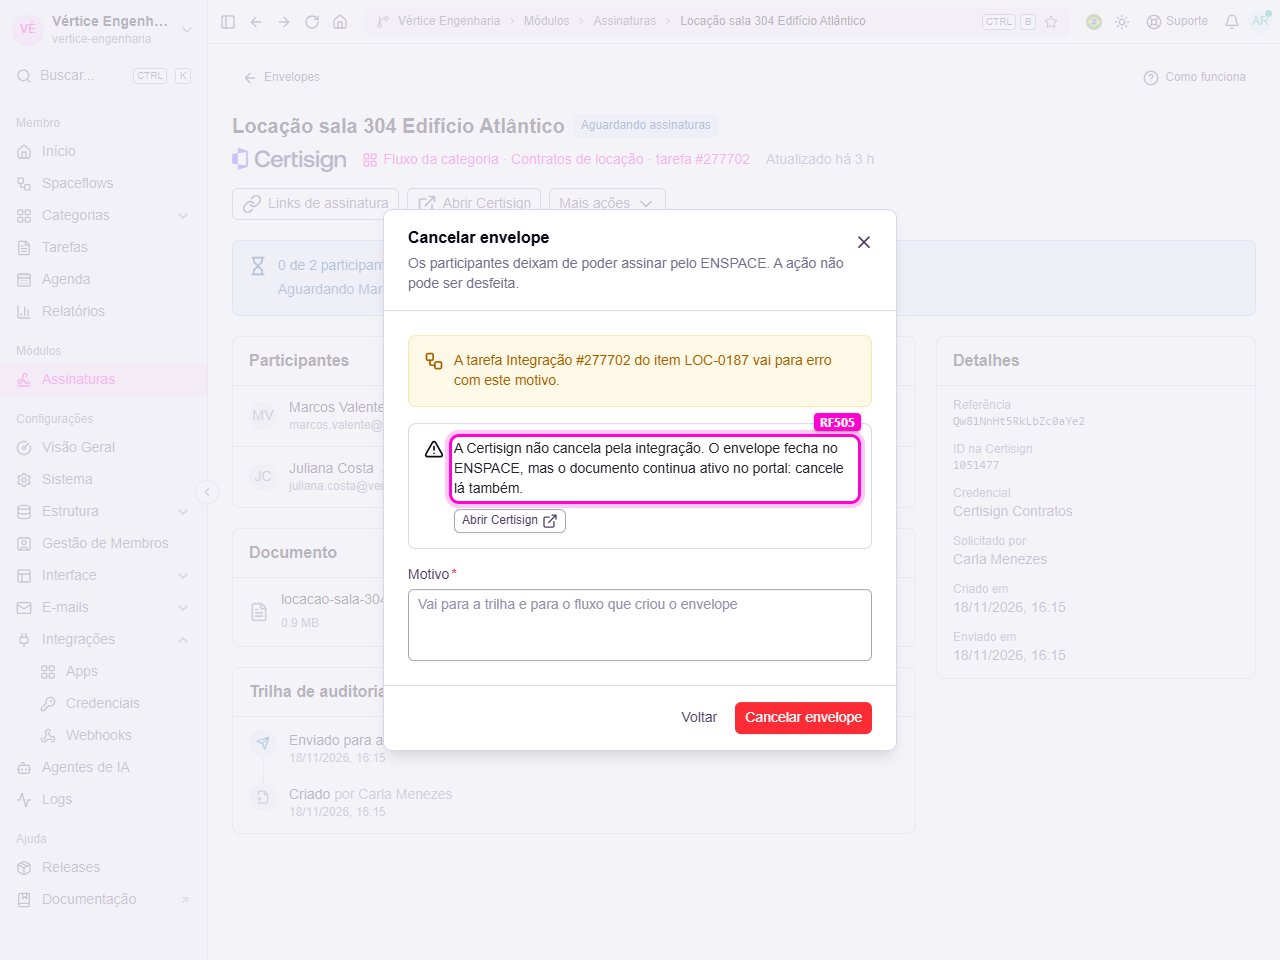 VÉ
Vértice Engenh...
vertice-engenharia
Vértice Engenharia
Módulos
Assinaturas
Locação sala 304 Edifício Atlântico
CTRL B
Suporte
AR
Buscar...
CTRL K
Membro
Início
Spaceflows
Categorias
Tarefas
Agenda
Relatórios
Módulos
Assinaturas
Configurações
Visão Geral
Sistema
Estrutura
Gestão de Membros
Interface
E-mails
Integrações
Apps
Credenciais
Webhooks
Agentes de IA
Logs
Ajuda
Releases
Documentação
Envelopes
Como funciona
Locação sala 304 Edifício Atlântico
Aguardando assinaturas
Certisign
Fluxo da categoria · Contratos de locação · tarefa #277702
Atualizado há 3 h
Links de assinatura
Abrir Certisign
Mais ações
0 de 2 participant
Aguardando Mar
Participantes
MV
Marcos Valente
marcos.valente@
JC
Juliana Costa
juliana.costa@ver
Documento
locacao-sala-304
0.9 MB
Trilha de auditoria
Enviado para a
18/11/2026, 16:15
Criado por Carla Menezes
18/11/2026, 16:15
Detalhes
Referência
Qw81NnHt5RkLbZc0aYe2
ID na Certisign
1051477
Credencial
Certisign Contratos
Solicitado por
Carla Menezes
Criado em
18/11/2026, 16:15
Enviado em
18/11/2026, 16:15
Cancelar envelope
Os participantes deixam de poder assinar pelo ENSPACE. A ação não
pode ser desfeita.
A tarefa Integração #277702 do item LOC-0187 vai para erro
com este motivo.
RF505
A Certisign não cancela pela integração. O envelope fecha no
ENSPACE, mas o documento continua ativo no portal: cancele
lá também.
Abrir Certisign
Motivo*
Vai para a trilha e para o fluxo que criou o envelope
Voltar
Cancelar envelope